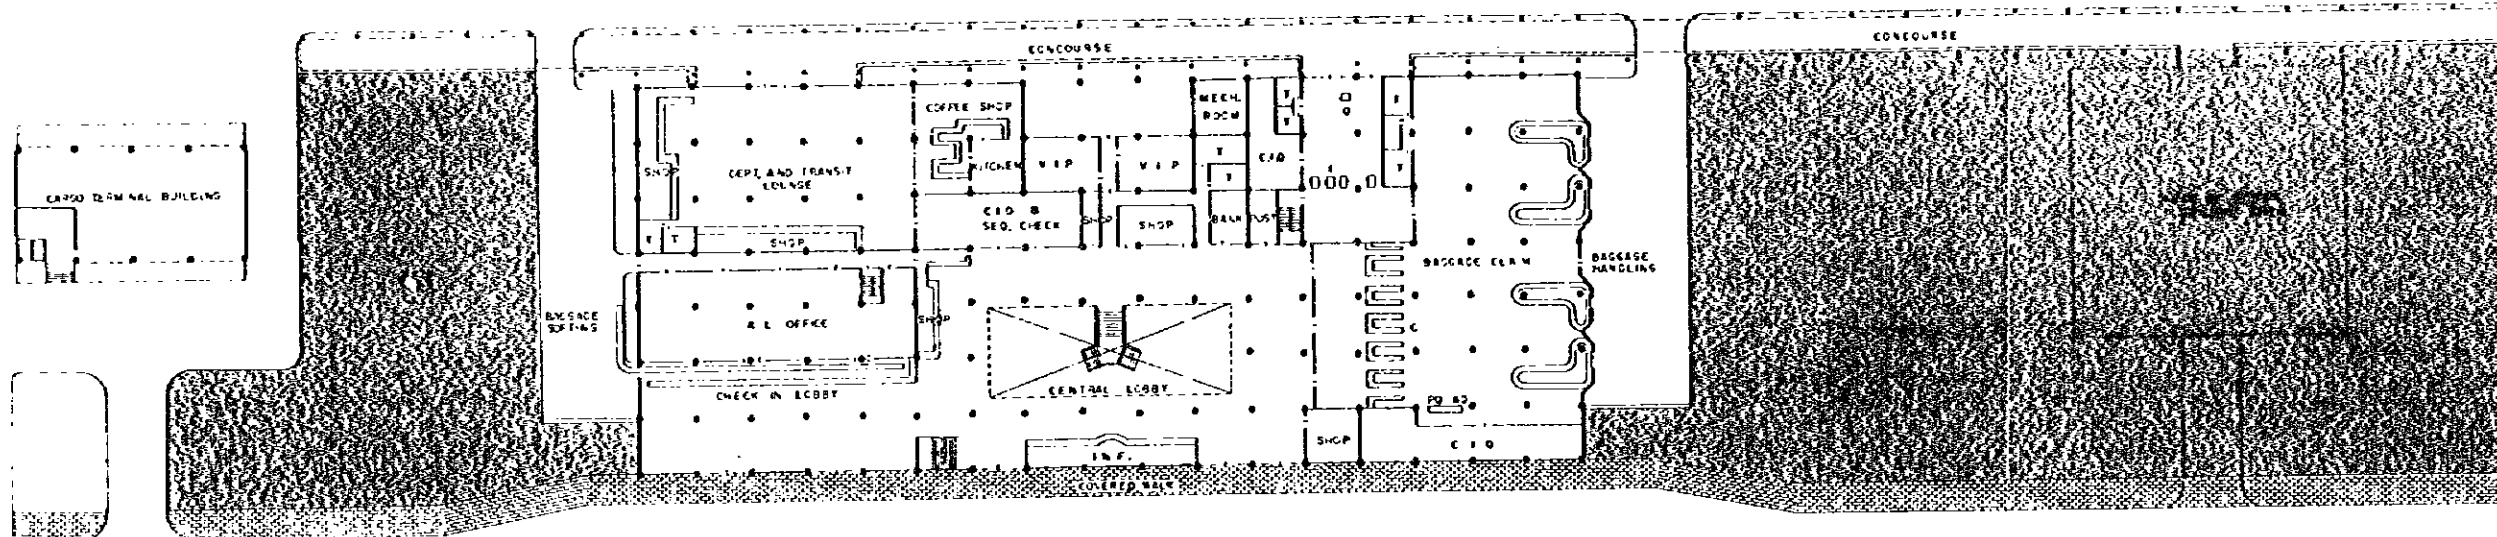 CONCOURSE
CONCOURSE
COFFEE SHOP
MECH.
ROOM
T
T
T
T
CARGO TERMINAL BUILDING
SHOP
DEPT. AND TRANSIT
LOUNGE
KITCHEN
V.I.P
V.I.P
T
T
C.I.Q
T T
SHOP
C I Q &
SEQ. CHECK
SHOP
SHOP
BANK
POST
BAGGAGE CLAIM
BAGGAGE
HANDLING
BAGGAGE
SORTING
A L OFFICE
SHOP
CHECK IN LOBBY
CENTRAL LOBBY
SHOP
C I Q
INF.
COVERED WALK